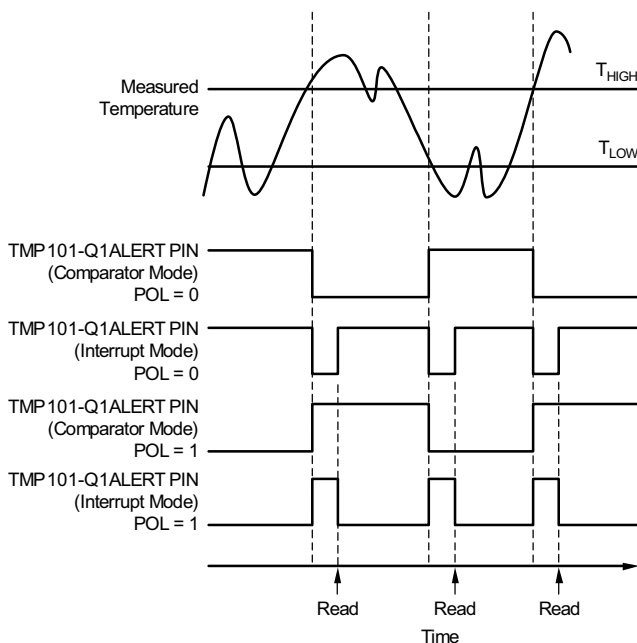 Measured
Temperature
THIGH
TLOW
TMP101-Q1ALERT PIN
(Comparator Mode)
POL = 0
TMP101-Q1ALERT PIN
(Interrupt Mode)
POL = 0
TMP101-Q1ALERT PIN
(Comparator Mode)
POL = 1
TMP101-Q1ALERT PIN
(Interrupt Mode)
POL = 1
Read Read Read
Time